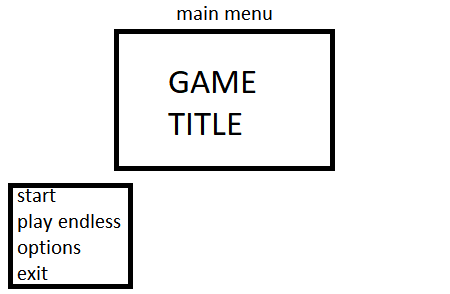 main menu
GAME
TITLE
start
play endless
options
exit